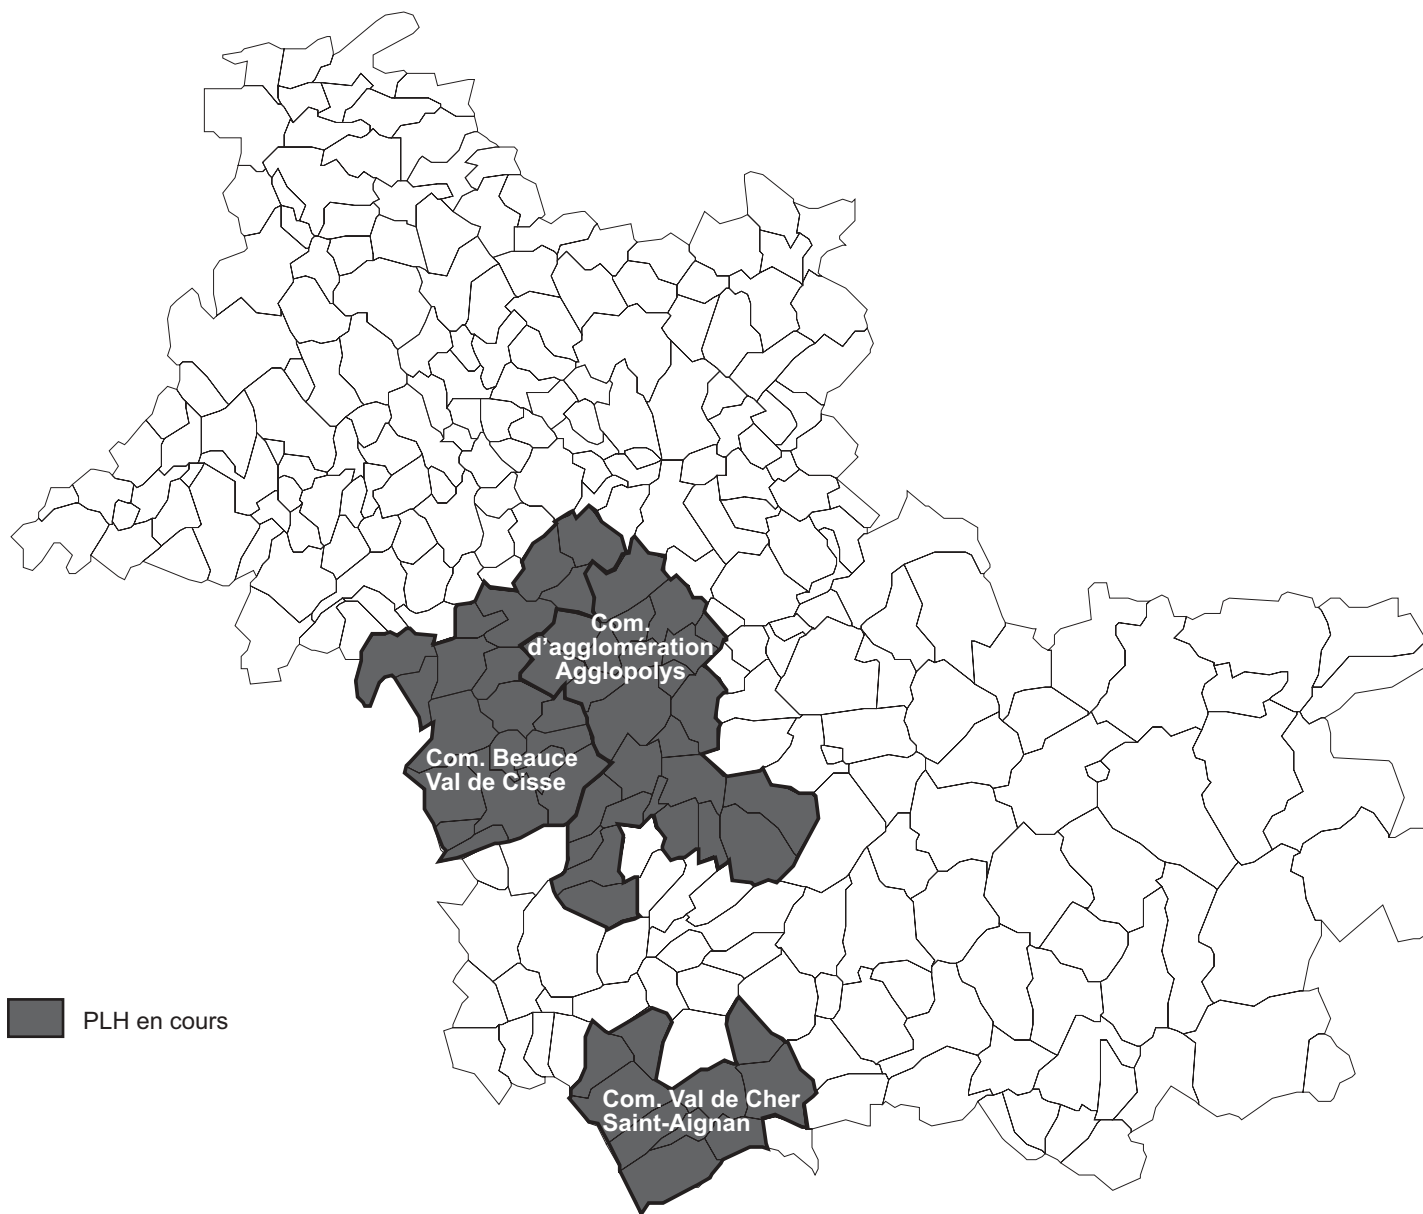 Com.
d’agglomération
Agglopolys
Com. Beauce
Val de Cisse
PLH en cours
Com. Val de Cher
Saint-Aignan